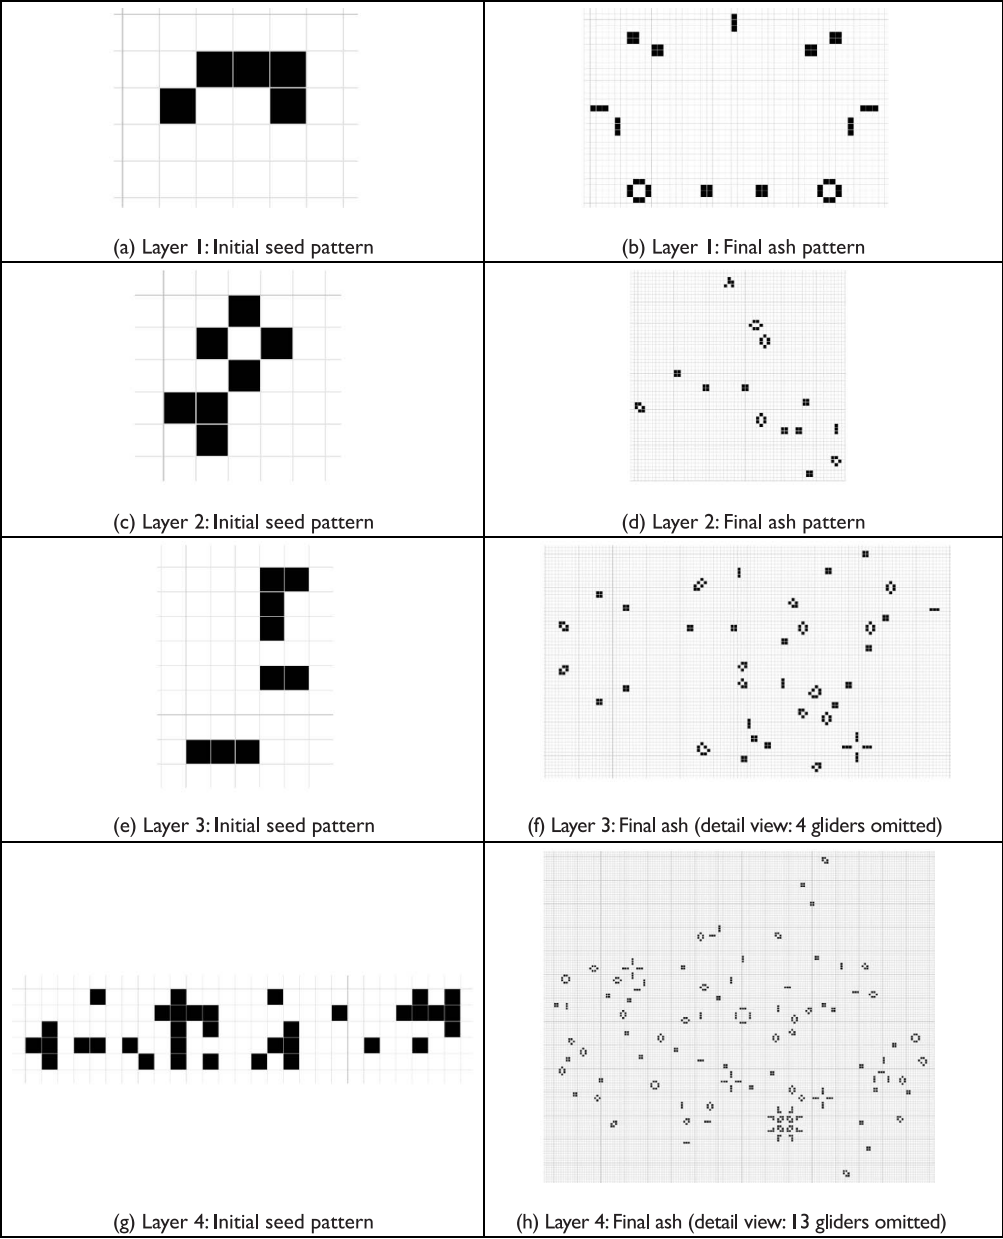 (a) Layer 1: Initial seed pattern
(b) Layer 1: Final ash pattern
(c) Layer 2: Initial seed pattern
(d) Layer 2: Final ash pattern
(e) Layer 3: Initial seed pattern
(f) Layer 3: Final ash (detail view: 4 gliders omitted)
(g) Layer 4: Initial seed pattern
(h) Layer 4: Final ash (detail view: 13 gliders omitted)